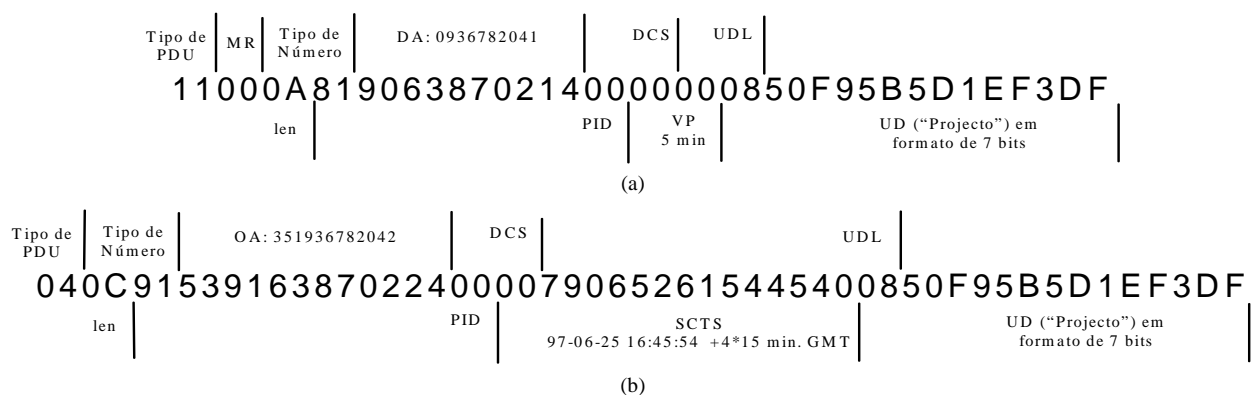 Tipo de
PDU
MR
Tipo de
Número
DA: 0936782041
DCS
UDL
11000A8190638702140000000850F95B5D1EF3DF
len
PID
VP
5 min
UD (“Projecto”) em
formato de 7 bits
(a)
Tipo de
PDU
Tipo de
Número
OA: 351936782042
DCS
UDL
040C915391638702240000790652615445400850F95B5D1EF3DF
len
PID
SCTS
97-06-25 16:45:54 +4*15 min. GMT
UD (“Projecto”) em
formato de 7 bits
(b)